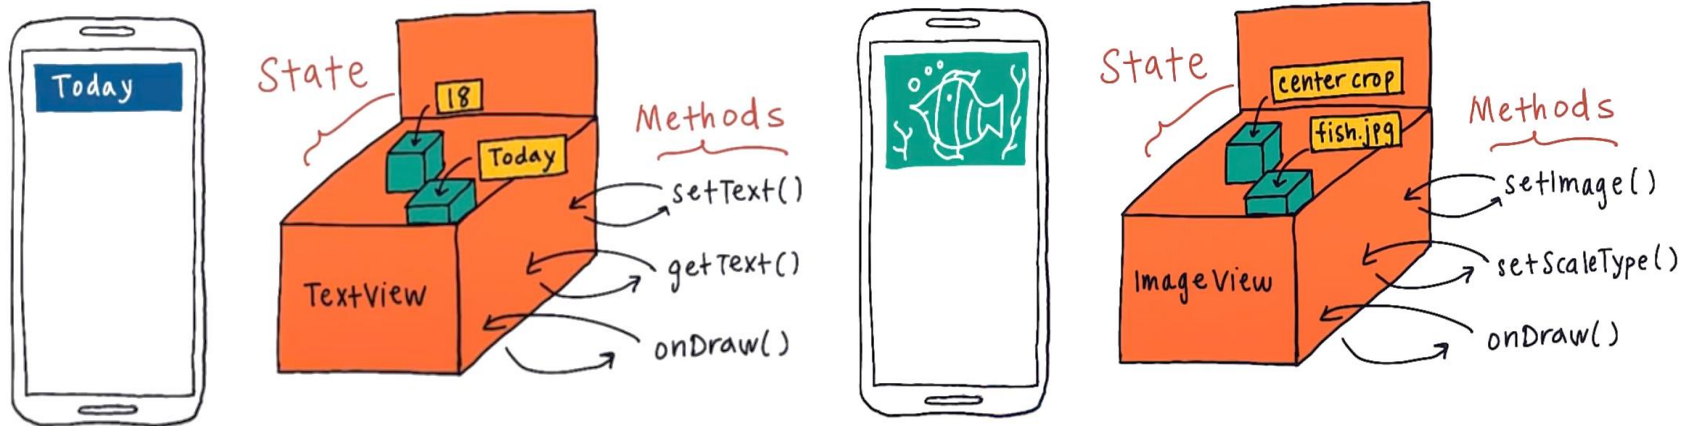 Today
State
18
Today
Methods
setText()
getText()
onDraw()
TextView
State
center crop
fish.jpg
Methods
setImage()
setScaleType()
onDraw()
ImageView